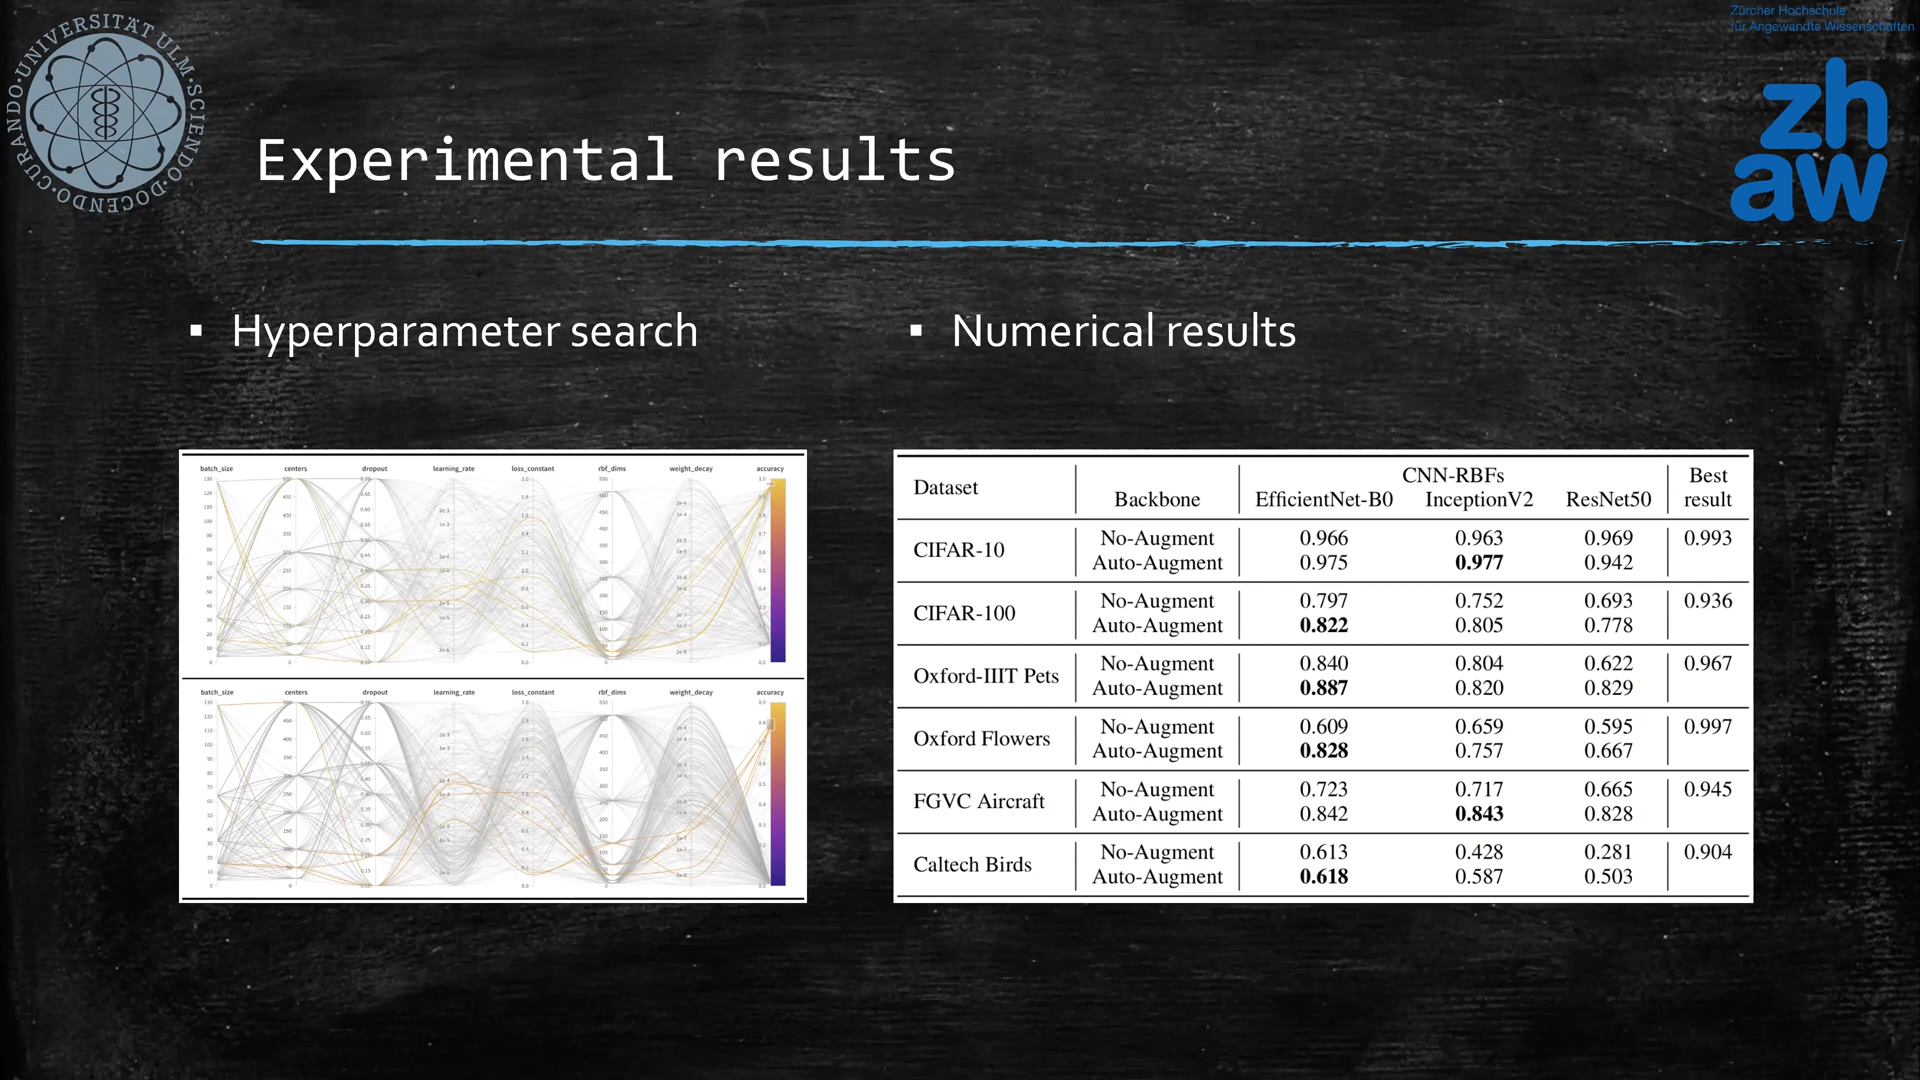 UNIVERSITÄT ULM · SCIENDO · DOCENDO · CURANDO ·
Zürcher Hochschule
für Angewandte Wissenschaften
zh
aw
Experimental results
▪ Hyperparameter search
▪ Numerical results
batch_size centers dropout learning_rate loss_constant rbf_dims weight_decay accuracy
batch_size centers dropout learning_rate loss_constant rbf_dims weight_decay accuracy
CNN-RBFs Best
Dataset Backbone EfficientNet-B0 InceptionV2 ResNet50 result
CIFAR-10 No-Augment 0.966 0.963 0.969 0.993
Auto-Augment 0.975 0.977 0.942
CIFAR-100 No-Augment 0.797 0.752 0.693 0.936
Auto-Augment 0.822 0.805 0.778
Oxford-IIIT Pets No-Augment 0.840 0.804 0.622 0.967
Auto-Augment 0.887 0.820 0.829
Oxford Flowers No-Augment 0.609 0.659 0.595 0.997
Auto-Augment 0.828 0.757 0.667
FGVC Aircraft No-Augment 0.723 0.717 0.665 0.945
Auto-Augment 0.842 0.843 0.828
Caltech Birds No-Augment 0.613 0.428 0.281 0.904
Auto-Augment 0.618 0.587 0.503